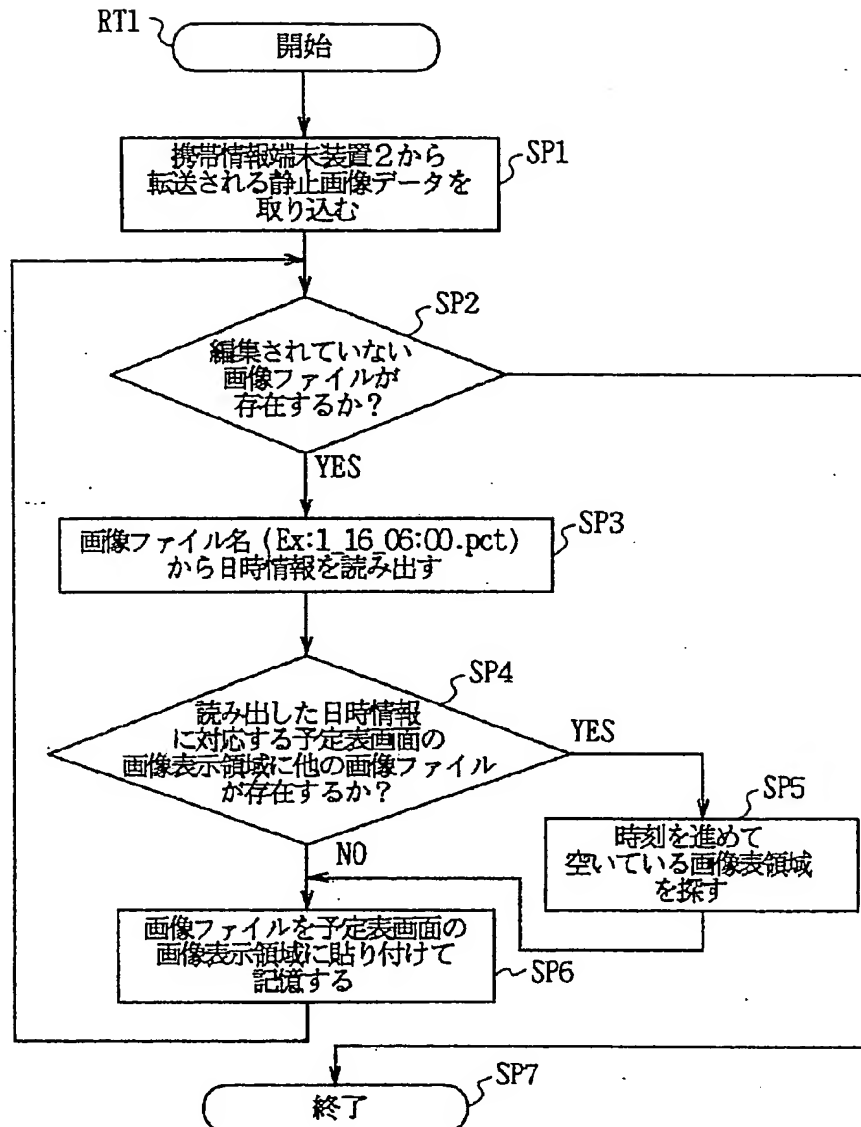 RT1
開始
携帯情報端末装置2から
転送される静止画像データを
取り込む
SP1
SP2
編集されていない
画像ファイルが
存在するか?
YES
画像ファイル名 (Ex:1_16_06:00.pct)
から日時情報を読み出す
SP3
SP4
読み出した日時情報
に対応する予定表画面の
画像表示領域に他の画像ファイル
が存在するか?
YES
SP5
時刻を進めて
空いている画像表領域
を探す
NO
画像ファイルを予定表画面の
画像表示領域に貼り付けて
記憶する
SP6
SP7
終了